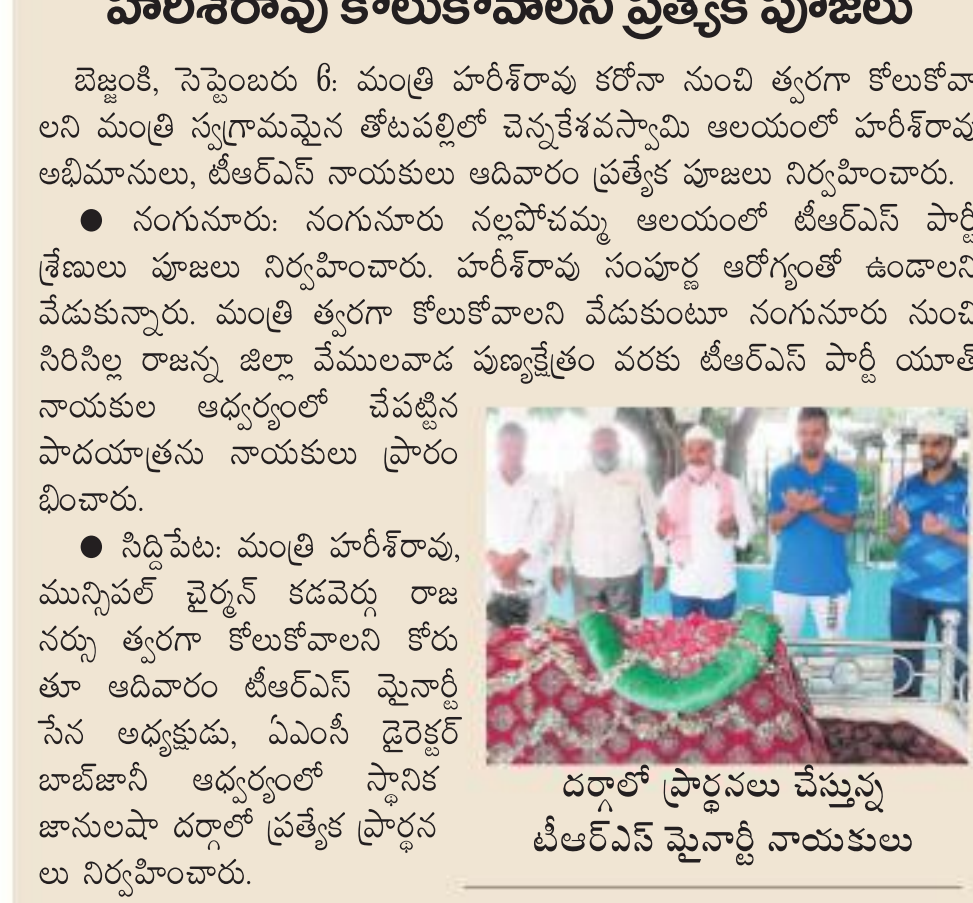 హరీశ్‌రావు కోలుకోవాలని ప్రత్యేక పూజలు
బెజ్జంకి, సెప్టెంబరు 6: మంత్రి హరీశ్‌రావు కరోనా నుంచి త్వరగా కోలుకోవా
లని మంత్రి స్వగ్రామమైన తోటపల్లిలో చెన్నకేశవస్వామి ఆలయంలో హరీశ్‌రావు
అభిమానులు, టీఆర్ఎస్ నాయకులు ఆదివారం ప్రత్యేక పూజలు నిర్వహించారు.
● నంగునూరు: నంగునూరు నల్లపోచమ్మ ఆలయంలో టీఆర్ఎస్ పార్టీ
శ్రేణులు పూజలు నిర్వహించారు. హరీశ్‌రావు సంపూర్ణ ఆరోగ్యంతో ఉండాలని
వేడుకున్నారు. మంత్రి త్వరగా కోలుకోవాలని వేడుకుంటూ నంగునూరు నుంచి
సిరిసిల్ల రాజన్న జిల్లా వేములవాడ పుణ్యక్షేత్రం వరకు టీఆర్ఎస్ పార్టీ యూత్
నాయకుల ఆధ్వర్యంలో చేపట్టిన
పాదయాత్రను నాయకులు ప్రారం
భించారు.
● సిద్దిపేట: మంత్రి హరీశ్‌రావు,
మున్సిపల్ చైర్మన్ కడవెర్గు రాజ
నర్సు త్వరగా కోలుకోవాలని కోరు
తూ ఆదివారం టీఆర్ఎస్ మైనార్టీ
సేన అధ్యక్షుడు, ఏఎంసీ డైరెక్టర్
బాబ్‌జానీ ఆధ్వర్యంలో స్థానిక
జానులషా దర్గాలో ప్రత్యేక ప్రార్థన
లు నిర్వహించారు.
దర్గాలో ప్రార్థనలు చేస్తున్న
టీఆర్ఎస్ మైనార్టీ నాయకులు